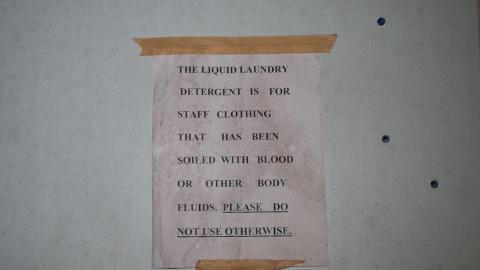 THE LIQUID LAUNDRY
DETERGENT IS FOR
STAFF CLOTHING
THAT HAS BEEN
SOILED WITH BLOOD
OR OTHER BODY
FLUIDS. PLEASE DO
NOT USE OTHERWISE.